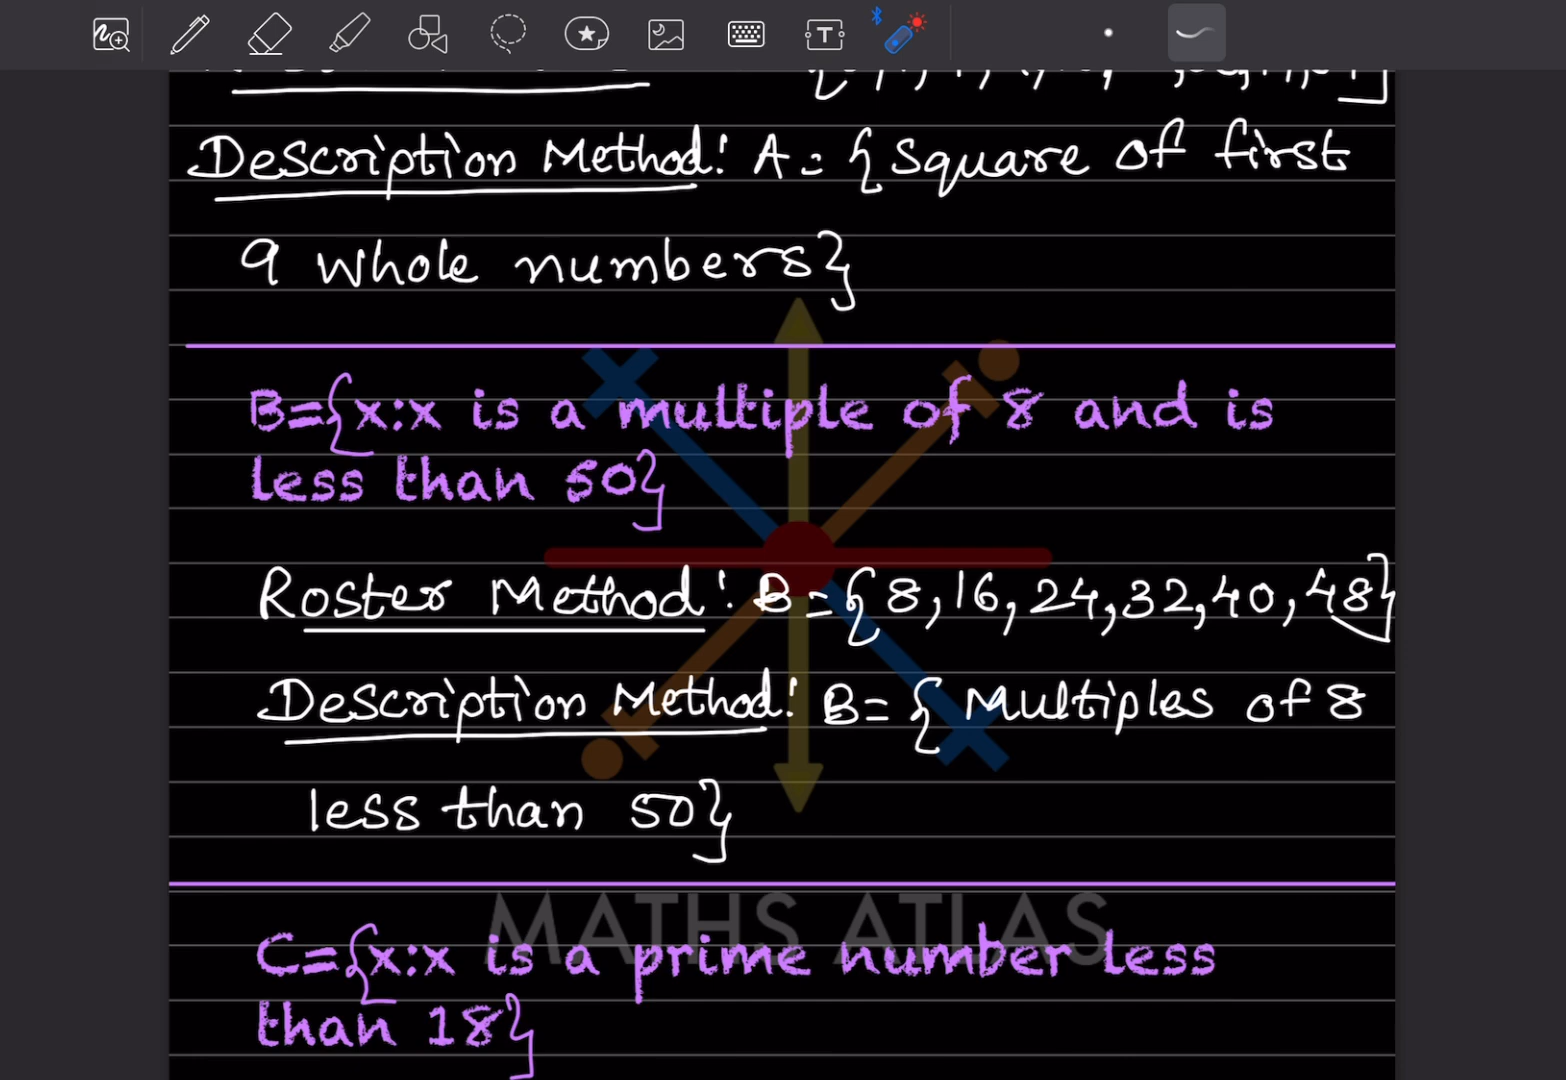 Description Method: A = {Square of first
9 whole numbers}
B={x:x is a multiple of 8 and is
less than 50}
Roster Method: B = {8,16,24,32,40,48}
Description Method: B= {Multiples of 8
less than 50}
MATHS ATLAS
C={x:x is a prime number less
than 18}